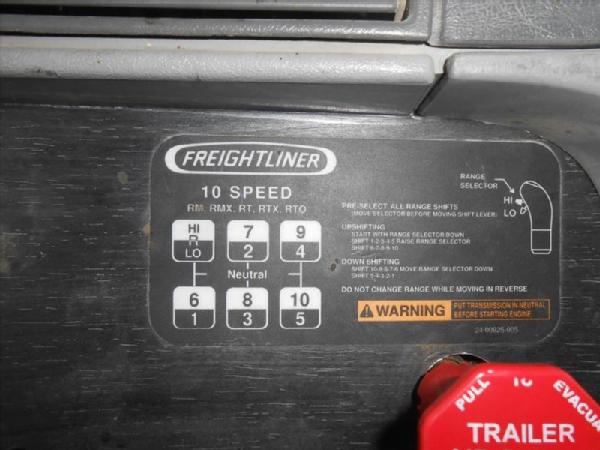 FREIGHTLINER
10 SPEED
RM, RMX, RT, RTX, RTO
HI 7 9
R 2 4
LO
Neutral
6 8 10
1 3 5
RANGE
SELECTOR
HI
LO
PRE-SELECT ALL RANGE SHIFTS
(MOVE SELECTOR BEFORE MOVING SHIFT LEVER)
UPSHIFTING
START WITH RANGE SELECTOR DOWN
SHIFT 1-2-3-4-5 RAISE RANGE SELECTOR
SHIFT 6-7-8-9-10
DOWN SHIFTING
SHIFT 10-9-8-7-6 MOVE RANGE SELECTOR DOWN
SHIFT 5-4-3-2-1
DO NOT CHANGE RANGE WHILE MOVING IN REVERSE
WARNING
PUT TRANSMISSION IN NEUTRAL
BEFORE STARTING ENGINE
PULL TO EVACUA
TRAILER